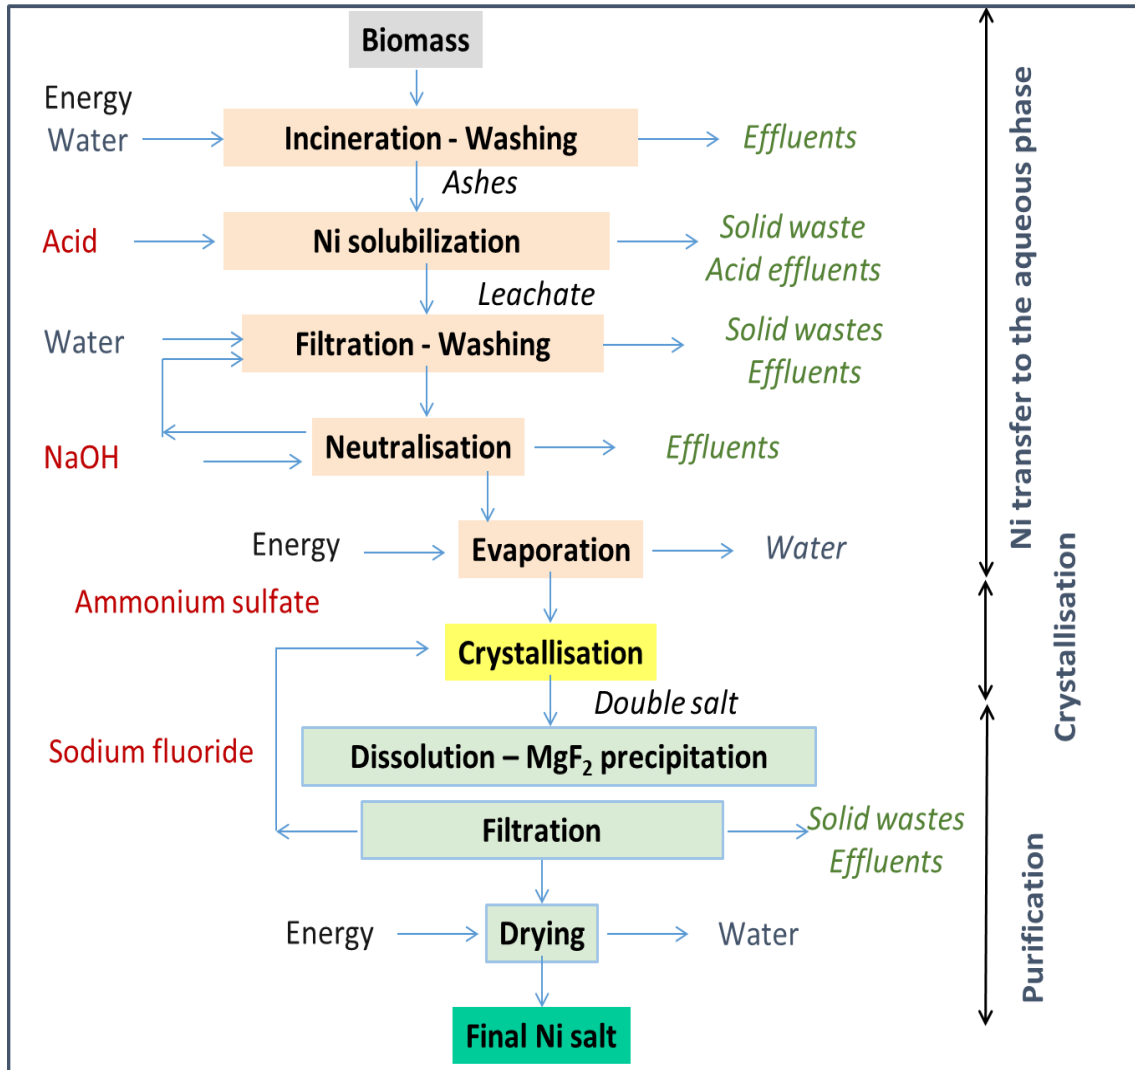 Biomass
Energy
Water
Incineration - Washing
Effluents
Ashes
Acid
Ni solubilization
Solid waste
Acid effluents
Leachate
Water
Filtration - Washing
Solid wastes
Effluents
NaOH
Neutralisation
Effluents
Energy
Evaporation
Water
Ammonium sulfate
Crystallisation
Double salt
Sodium fluoride
Dissolution – MgF₂ precipitation
Filtration
Solid wastes
Effluents
Energy
Drying
Water
Final Ni salt
Ni transfer to the aqueous phase
Crystallisation
Purification